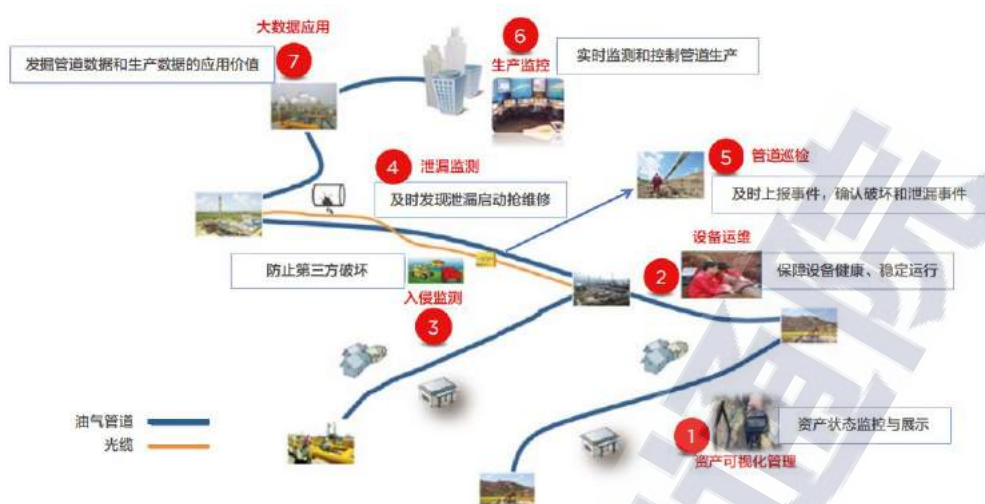 大数据应用
7
发掘管道数据和生产数据的应用价值
6
生产监控
实时监测和控制管道生产
4
泄漏监测
及时发现泄漏启动抢维修
5
管道巡检
及时上报事件，确认破坏和泄漏事件
防止第三方破坏
入侵监测
3
设备运维
2
保障设备健康、稳定运行
油气管道
光缆
1
资产可视化管理
资产状态监控与展示